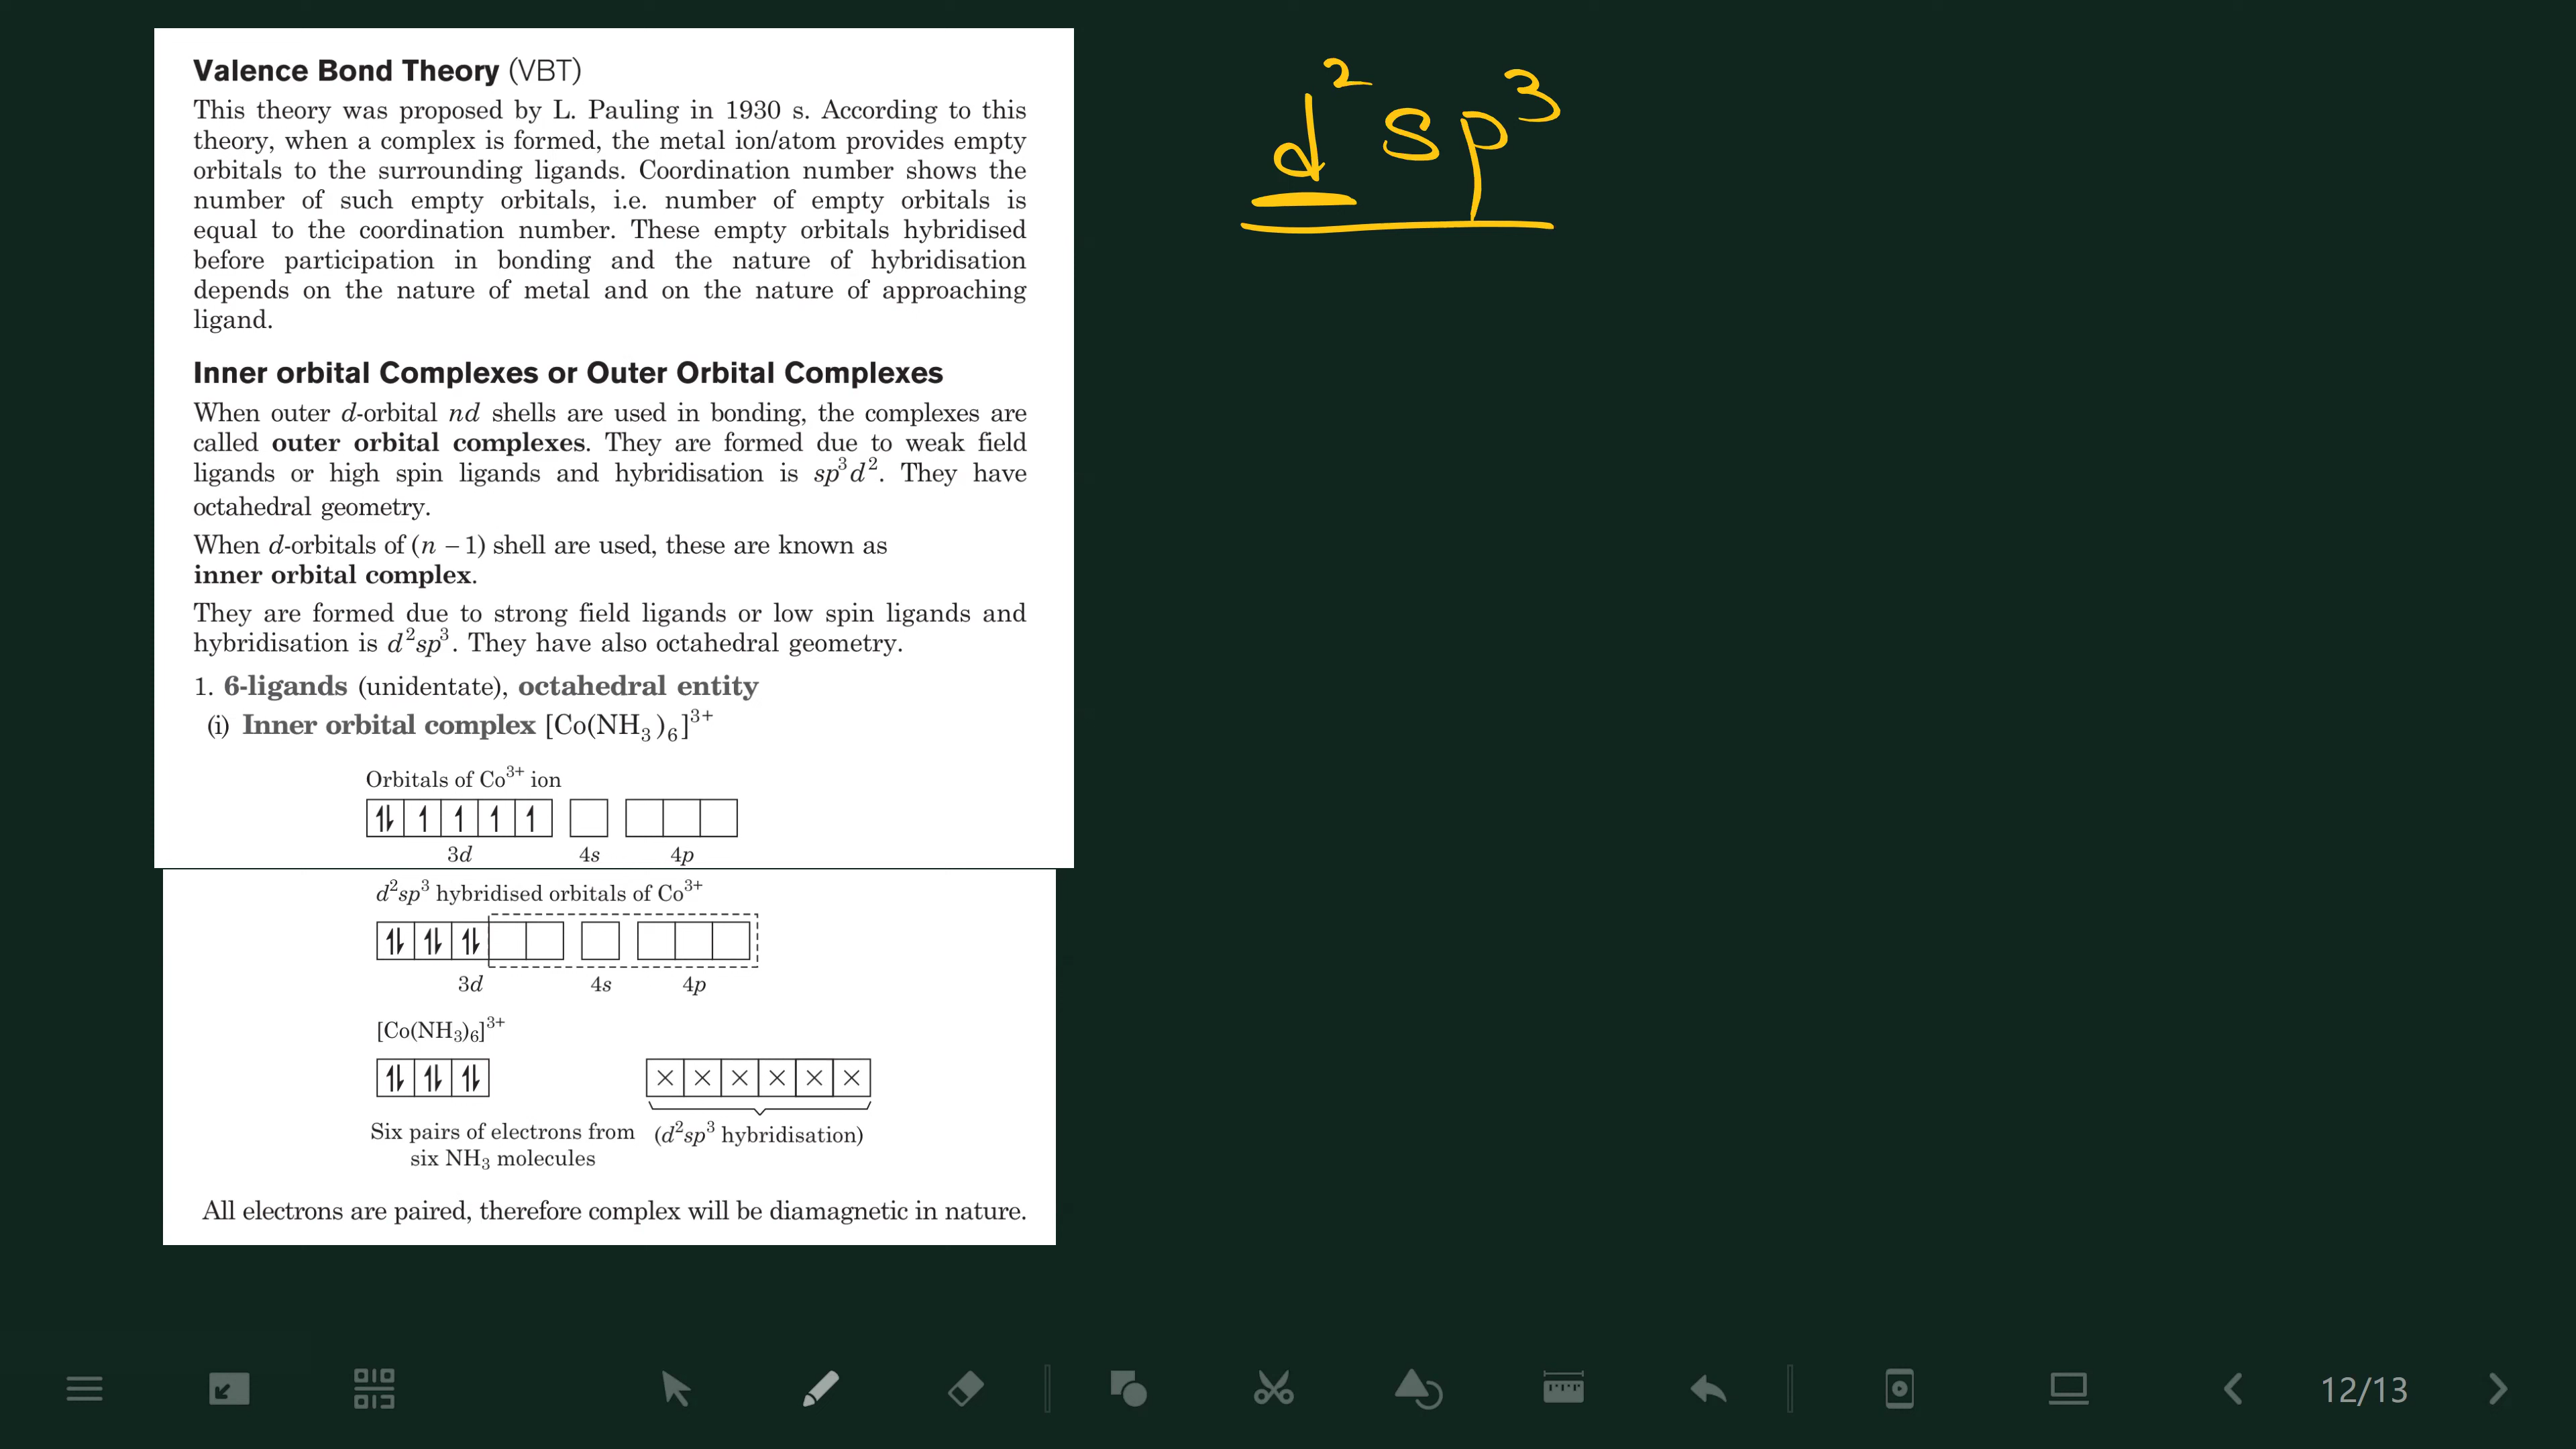 Valence Bond Theory (VBT)
This theory was proposed by L. Pauling in 1930 s. According to this
theory, when a complex is formed, the metal ion/atom provides empty
orbitals to the surrounding ligands. Coordination number shows the
number of such empty orbitals, i.e. number of empty orbitals is
equal to the coordination number. These empty orbitals hybridised
before participation in bonding and the nature of hybridisation
depends on the nature of metal and on the nature of approaching
ligand.
Inner orbital Complexes or Outer Orbital Complexes
When outer d-orbital nd shells are used in bonding, the complexes are
called outer orbital complexes. They are formed due to weak field
ligands or high spin ligands and hybridisation is sp³d². They have
octahedral geometry.
When d-orbitals of (n – 1) shell are used, these are known as
inner orbital complex.
They are formed due to strong field ligands or low spin ligands and
hybridisation is d²sp³. They have also octahedral geometry.
1. 6-ligands (unidentate), octahedral entity
(i) Inner orbital complex [Co(NH₃)₆]³⁺
Orbitals of Co³⁺ ion
⥮ ↿ ↿ ↿ ↿
3d 4s 4p
d²sp³ hybridised orbitals of Co³⁺
⥮ ⥮ ⥮
3d 4s 4p
[Co(NH₃)₆]³⁺
⥮ ⥮ ⥮ × × × × × ×
Six pairs of electrons from (d²sp³ hybridisation)
six NH₃ molecules
All electrons are paired, therefore complex will be diamagnetic in nature.
d²sp³
12/13